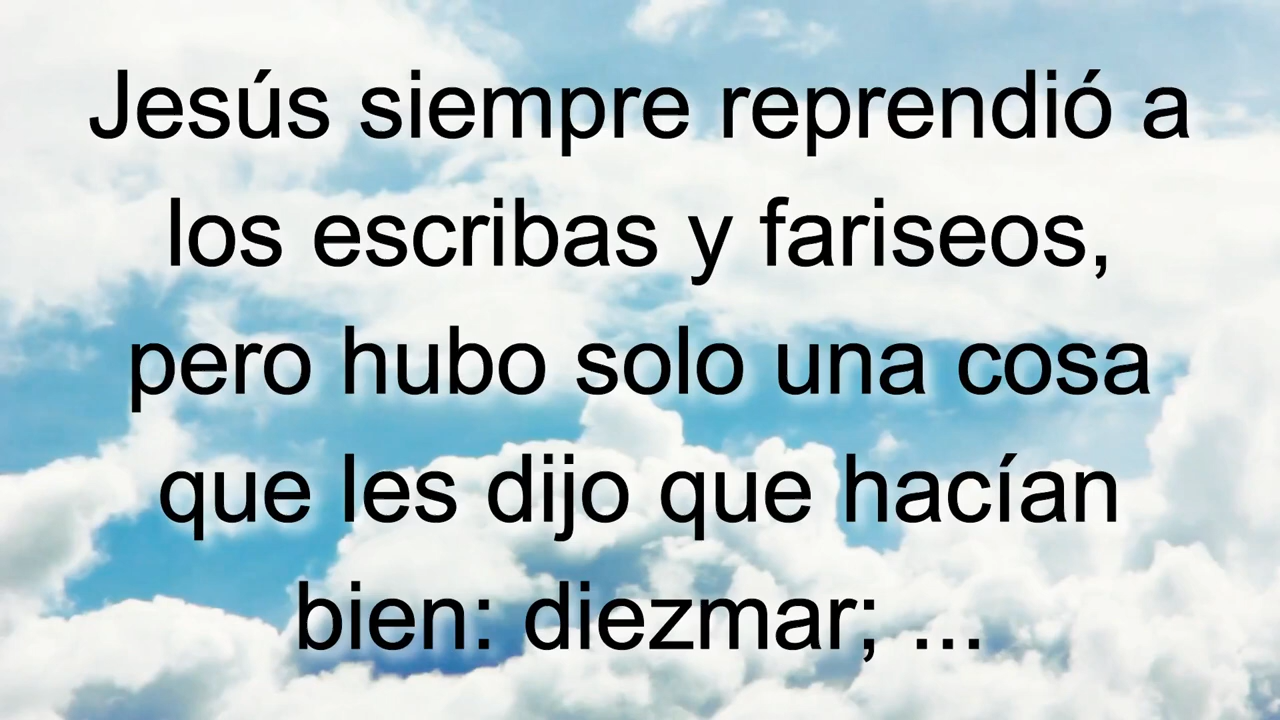 Jesús siempre reprendió a
los escribas y fariseos,
pero hubo solo una cosa
que les dijo que hacían
bien: diezmar; ...